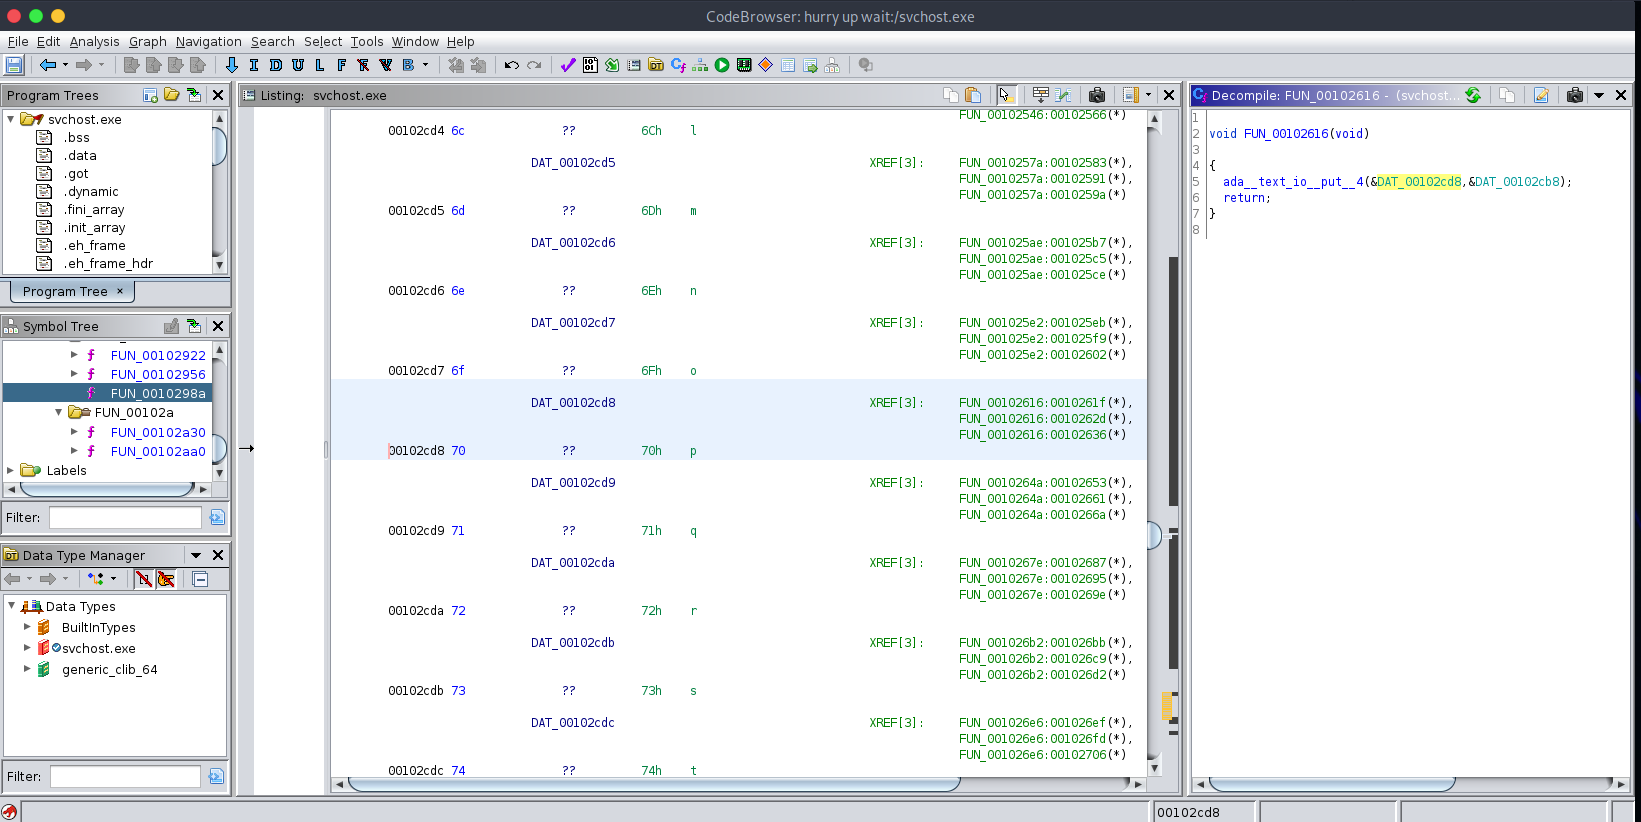 CodeBrowser: hurry up wait:/svchost.exe
File Edit Analysis Graph Navigation Search Select Tools Window Help
I D U L F F V B
Program Trees
svchost.exe
.bss
.data
.got
.dynamic
.fini_array
.init_array
.eh_frame
.eh_frame_hdr
Program Tree ×
Symbol Tree
FUN_00102922
FUN_00102956
FUN_0010298a
FUN_00102a
FUN_00102a30
FUN_00102aa0
Labels
Filter:
Data Type Manager
Data Types
BuiltInTypes
svchost.exe
generic_clib_64
Filter:
Listing: svchost.exe
FUN_00102546:00102566(*)
00102cd4 6c ?? 6Ch l
DAT_00102cd5 XREF[3]: FUN_0010257a:00102583(*),
FUN_0010257a:00102591(*),
FUN_0010257a:0010259a(*)
00102cd5 6d ?? 6Dh m
DAT_00102cd6 XREF[3]: FUN_001025ae:001025b7(*),
FUN_001025ae:001025c5(*),
FUN_001025ae:001025ce(*)
00102cd6 6e ?? 6Eh n
DAT_00102cd7 XREF[3]: FUN_001025e2:001025eb(*),
FUN_001025e2:001025f9(*),
FUN_001025e2:00102602(*)
00102cd7 6f ?? 6Fh o
DAT_00102cd8 XREF[3]: FUN_00102616:0010261f(*),
FUN_00102616:0010262d(*),
FUN_00102616:00102636(*)
00102cd8 70 ?? 70h p
DAT_00102cd9 XREF[3]: FUN_0010264a:00102653(*),
FUN_0010264a:00102661(*),
FUN_0010264a:0010266a(*)
00102cd9 71 ?? 71h q
DAT_00102cda XREF[3]: FUN_0010267e:00102687(*),
FUN_0010267e:00102695(*),
FUN_0010267e:0010269e(*)
00102cda 72 ?? 72h r
DAT_00102cdb XREF[3]: FUN_001026b2:001026bb(*),
FUN_001026b2:001026c9(*),
FUN_001026b2:001026d2(*)
00102cdb 73 ?? 73h s
DAT_00102cdc XREF[3]: FUN_001026e6:001026ef(*),
FUN_001026e6:001026fd(*),
FUN_001026e6:00102706(*)
00102cdc 74 ?? 74h t
Decompile: FUN_00102616 - (svchost...
1
2 void FUN_00102616(void)
3
4 {
5 ada__text_io__put__4(&DAT_00102cd8,&DAT_00102cb8);
6 return;
7 }
8
00102cd8